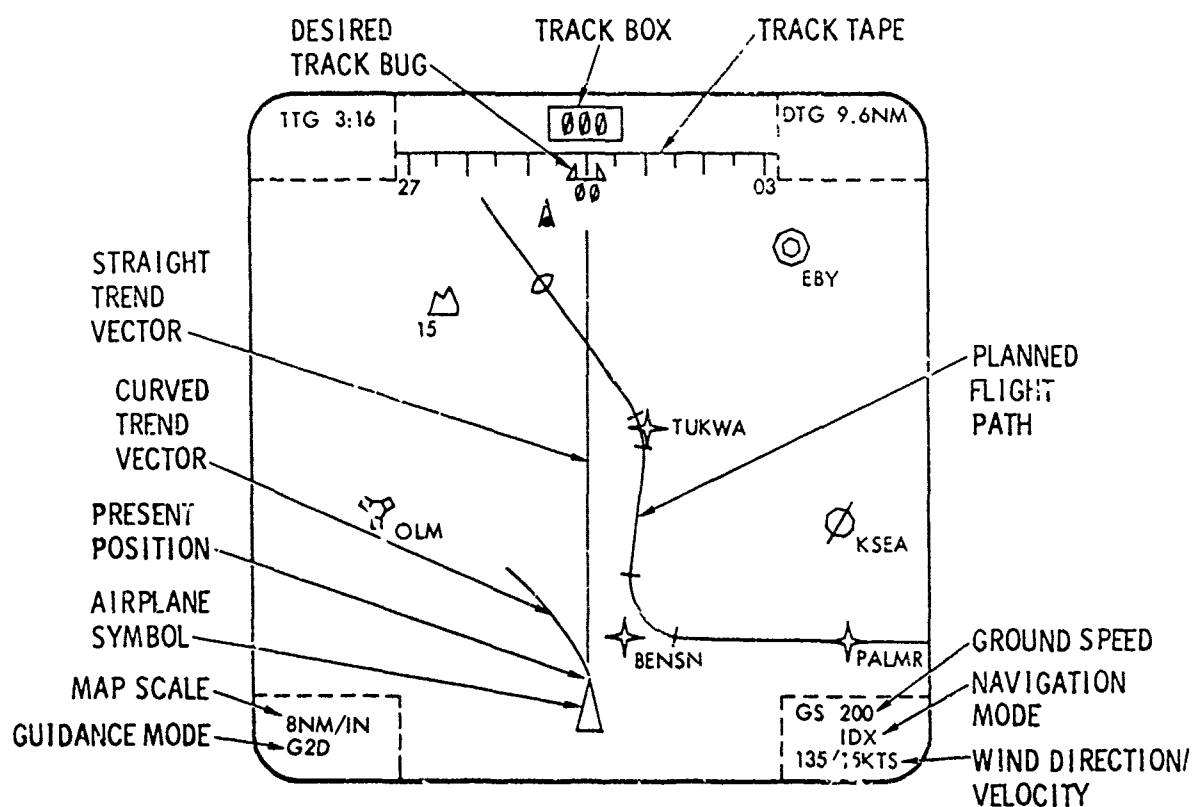 DESIRED
TRACK BUG
TRACK BOX
TRACK TAPE
TTG 3:16
000
DTG 9.6NM
27
00
03
STRAIGHT
TREND
VECTOR
EBY
15
CURVED
TREND
VECTOR
PLANNED
FLIGHT
PATH
TUKWA
PRESENT
POSITION
OLM
KSEA
AIRPLANE
SYMBOL
BENSN
PALMR
GROUND SPEED
MAP SCALE
8NM/IN
GUIDANCE MODE
G2D
GS 200
NAVIGATION
MODE
IDX
135/15KTS
WIND DIRECTION/
VELOCITY